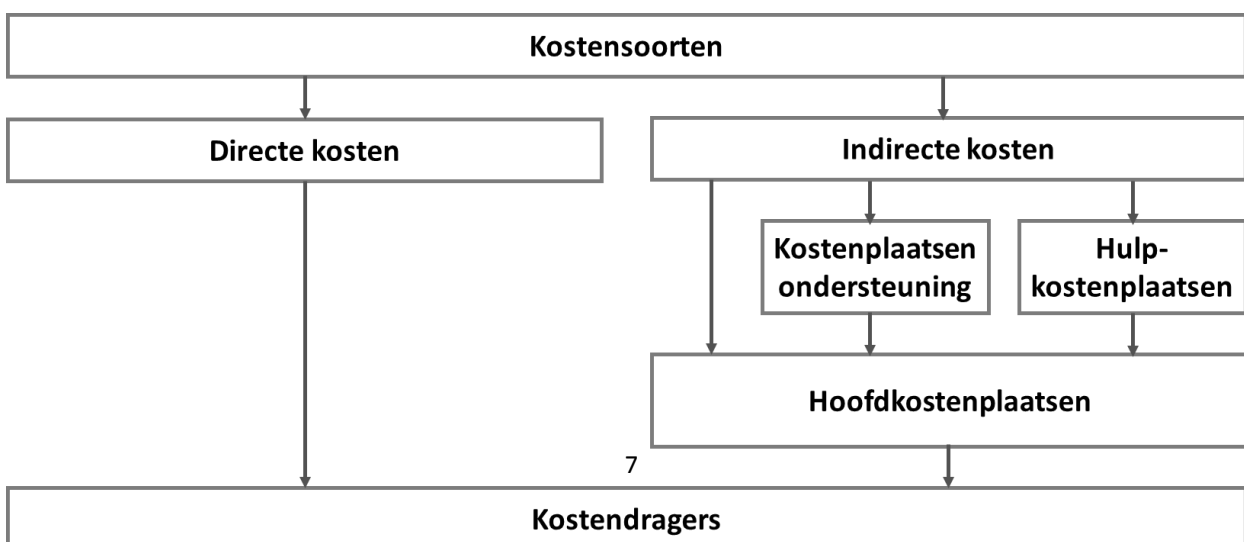 Kostensoorten
Directe kosten
Indirecte kosten
Kostenplaatsen
ondersteuning
Hulp-
kostenplaatsen
Hoofdkostenplaatsen
7
Kostendragers